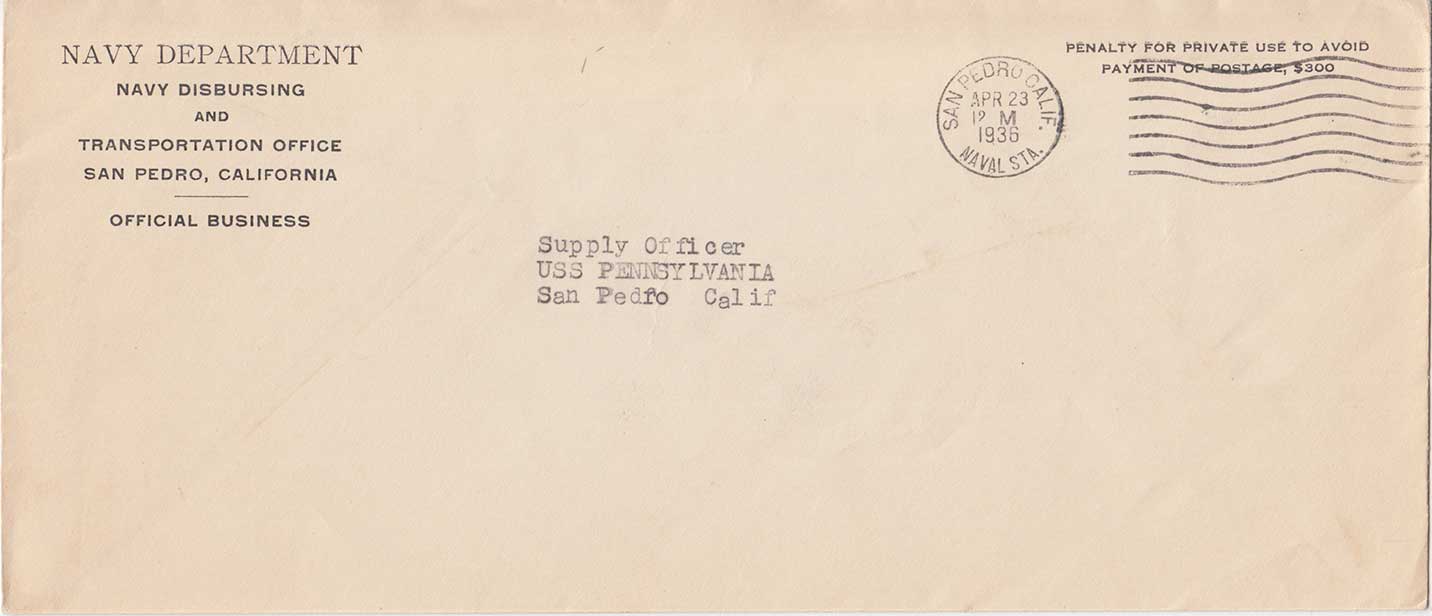 NAVY DEPARTMENT
NAVY DISBURSING
AND
TRANSPORTATION OFFICE
SAN PEDRO, CALIFORNIA
OFFICIAL BUSINESS
SAN PEDRO CALIF.
APR 23
12 M
1936
NAVAL STA.
PENALTY FOR PRIVATE USE TO AVOID
PAYMENT OF POSTAGE, $300
Supply Officer
USS PENNSYLVANIA
San Pedro Calif